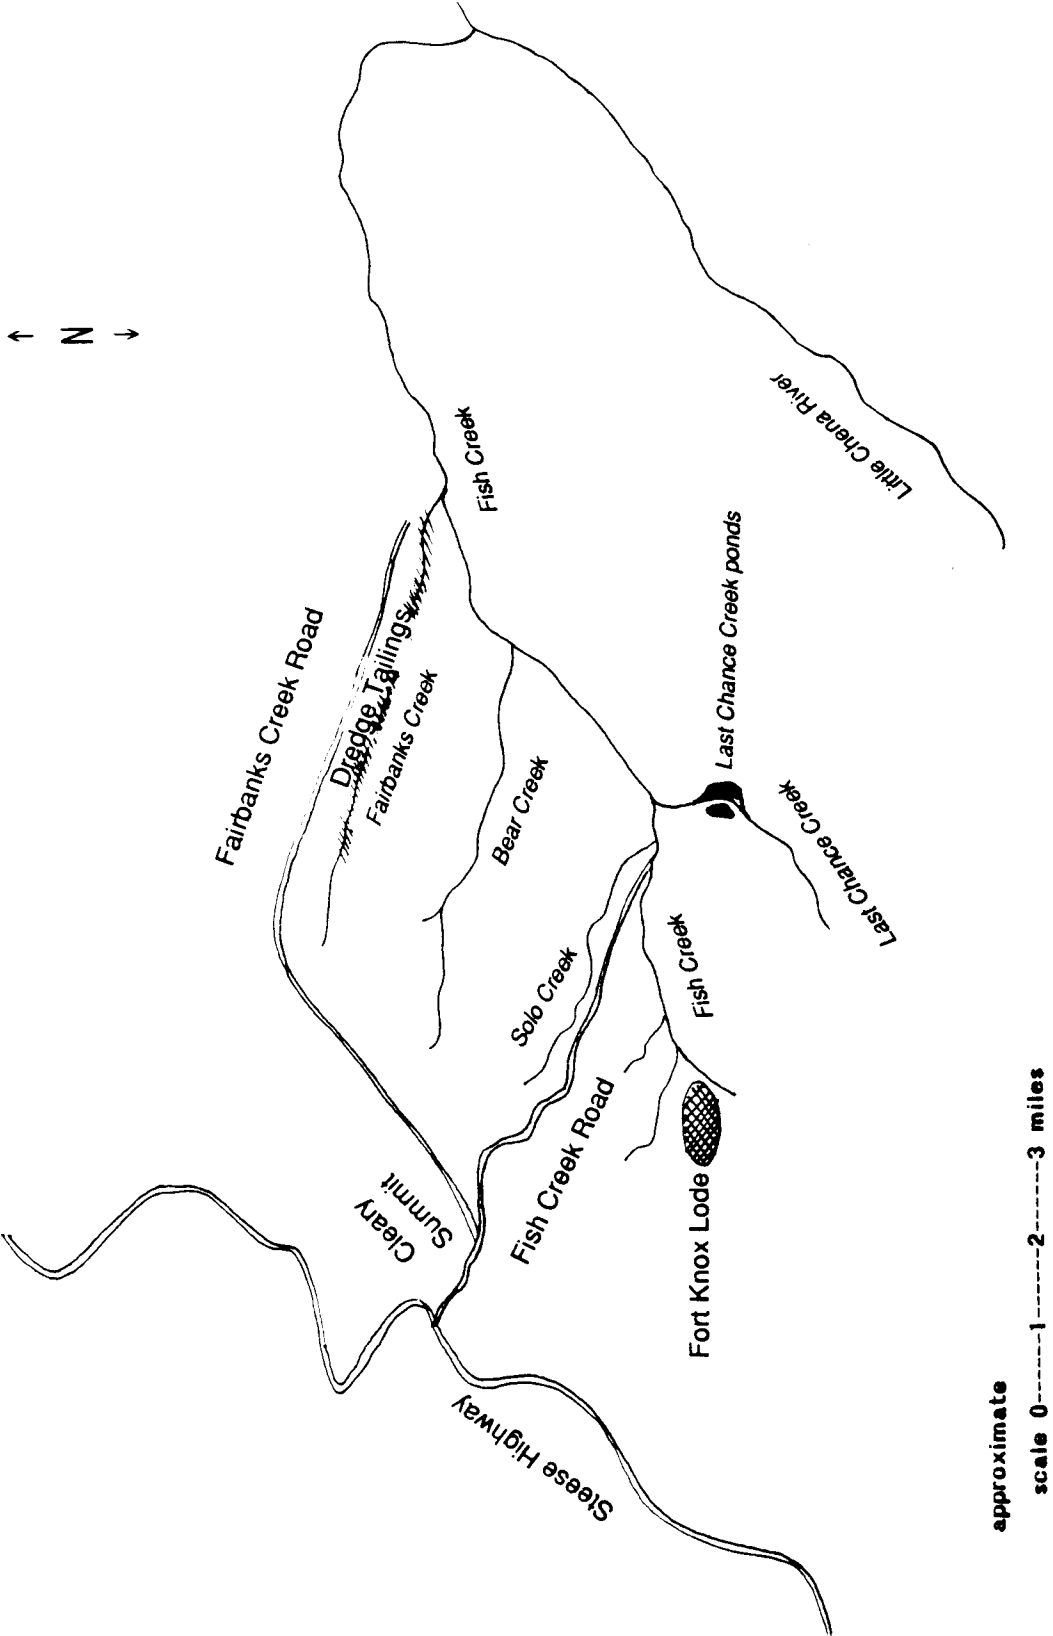 N
Fairbanks Creek Road
Dredge Tailings
Fairbanks Creek
Fish Creek
Bear Creek
Little Chena River
Cleary
Summit
Solo Creek
Last Chance Creek ponds
Steese Highway
Fish Creek Road
Fish Creek
Last Chance Creek
Fort Knox Lode
approximate
scale 0-------1-------2-------3 miles